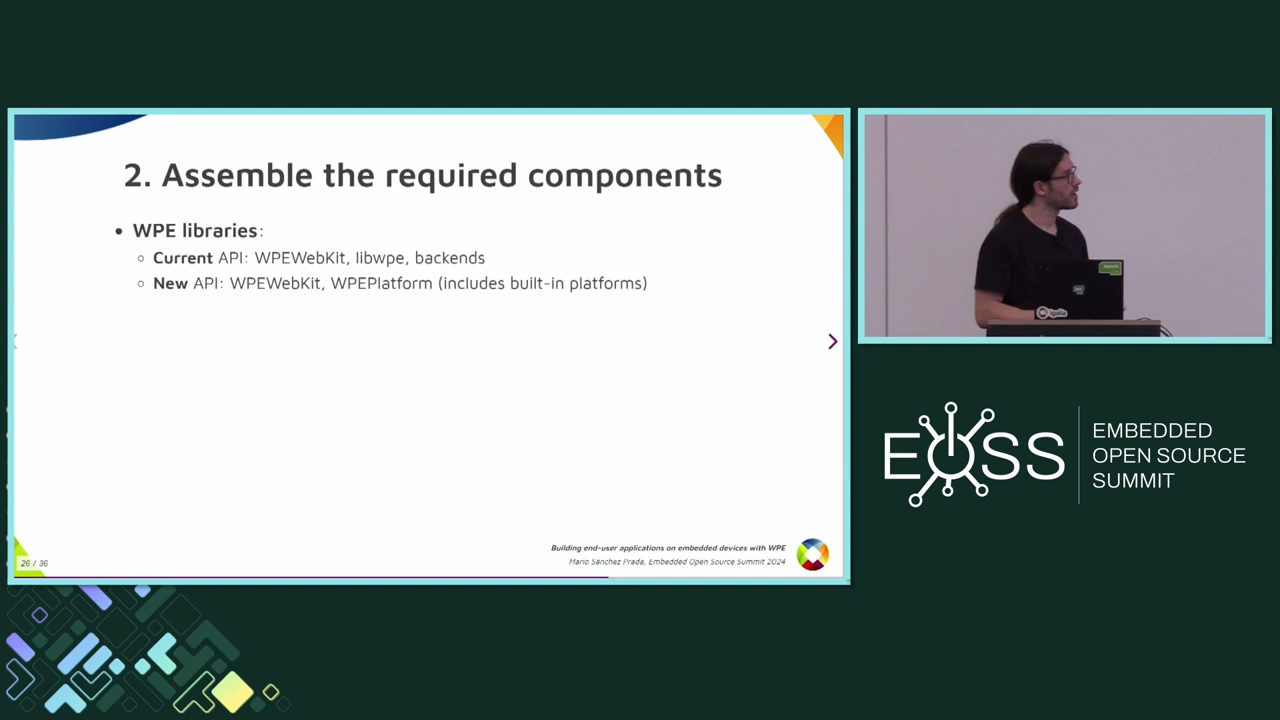 2. Assemble the required components
• WPE libraries:
◦ Current API: WPEWebKit, libwpe, backends
◦ New API: WPEWebKit, WPEPlatform (includes built-in platforms)
26 / 36
Building end-user applications on embedded devices with WPE
Mario Sánchez Prada, Embedded Open Source Summit 2024
EOSS
EMBEDDED
OPEN SOURCE
SUMMIT